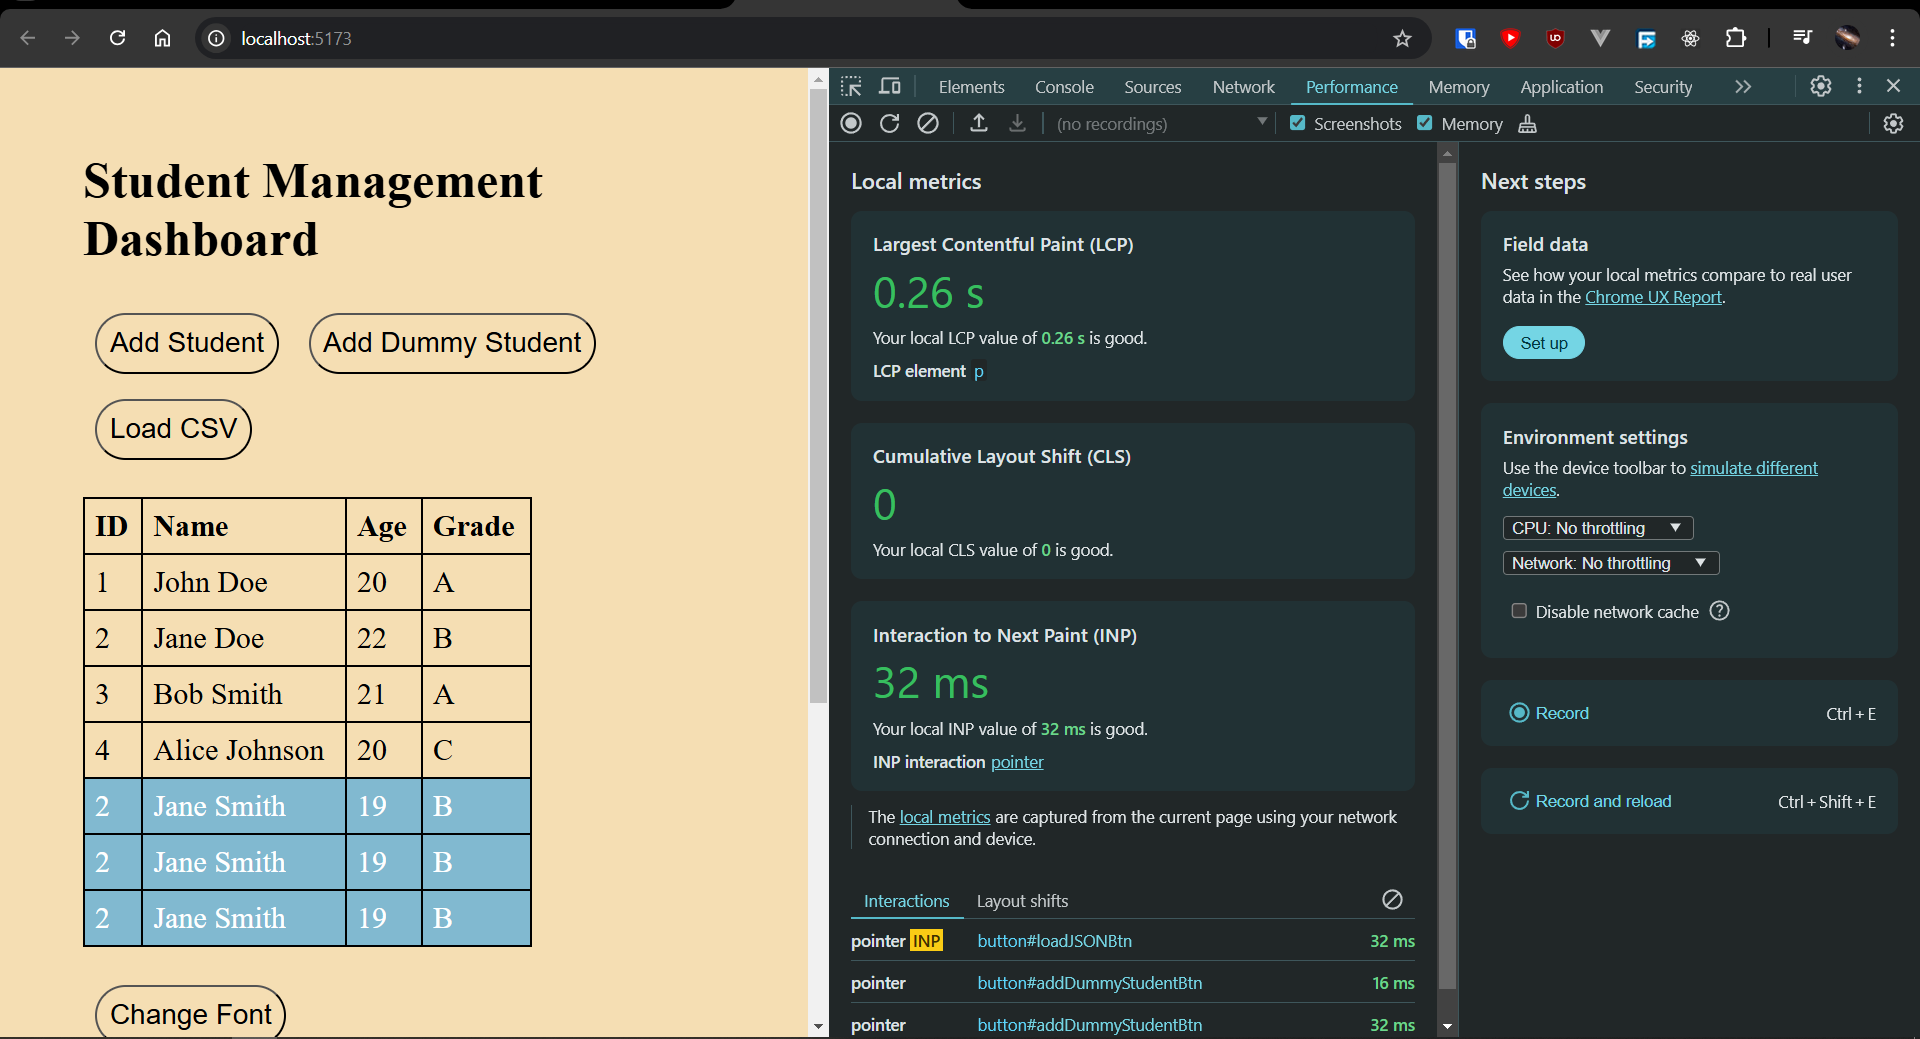 localhost:5173
Student Management
Dashboard
Add Student
Add Dummy Student
Load CSV
ID Name Age Grade
1 John Doe 20 A
2 Jane Doe 22 B
3 Bob Smith 21 A
4 Alice Johnson 20 C
2 Jane Smith 19 B
2 Jane Smith 19 B
2 Jane Smith 19 B
Change Font
Elements Console Sources Network Performance Memory Application Security
(no recordings) Screenshots Memory
Local metrics
Largest Contentful Paint (LCP)
0.26 s
Your local LCP value of 0.26 s is good.
LCP element p
Cumulative Layout Shift (CLS)
0
Your local CLS value of 0 is good.
Interaction to Next Paint (INP)
32 ms
Your local INP value of 32 ms is good.
INP interaction pointer
The local metrics are captured from the current page using your network
connection and device.
Interactions Layout shifts
pointer INP button#loadJSONBtn 32 ms
pointer button#addDummyStudentBtn 16 ms
pointer button#addDummyStudentBtn 32 ms
Next steps
Field data
See how your local metrics compare to real user
data in the Chrome UX Report.
Set up
Environment settings
Use the device toolbar to simulate different
devices.
CPU: No throttling
Network: No throttling
Disable network cache
Record Ctrl + E
Record and reload Ctrl + Shift + E